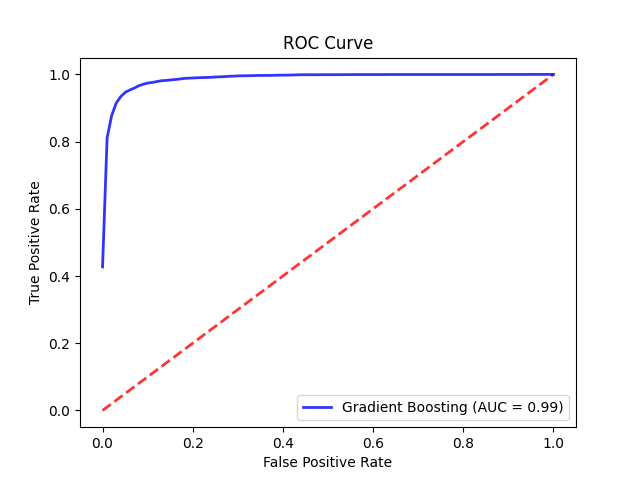 ROC Curve
True Positive Rate
1.0
0.8
0.6
0.4
0.2
0.0
Gradient Boosting (AUC = 0.99)
0.0 0.2 0.4 0.6 0.8 1.0
False Positive Rate